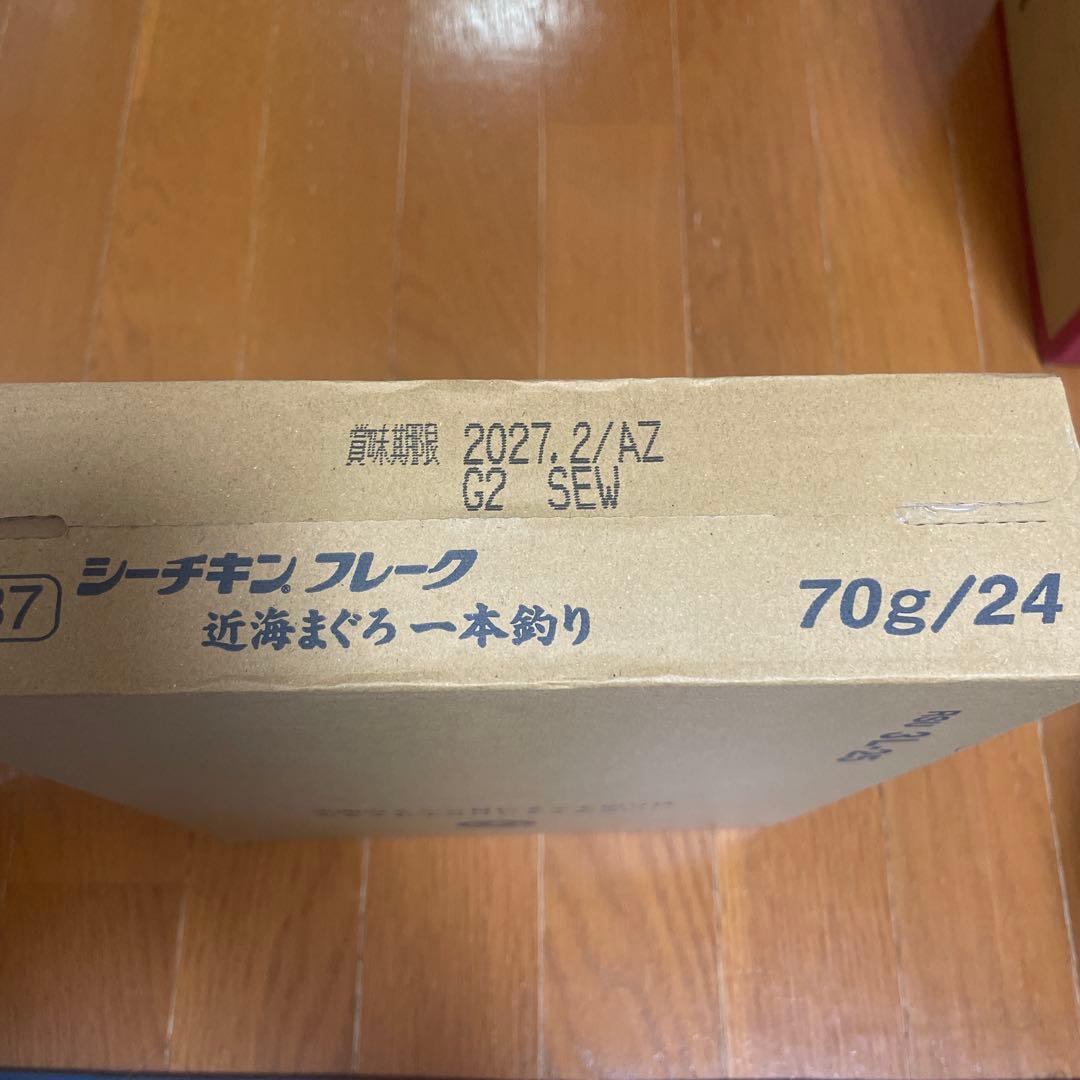 賞味期限 2027.2/AZ
G2 SEW
37
シーチキン®フレーク
近海まぐろ一本釣り
70g/24